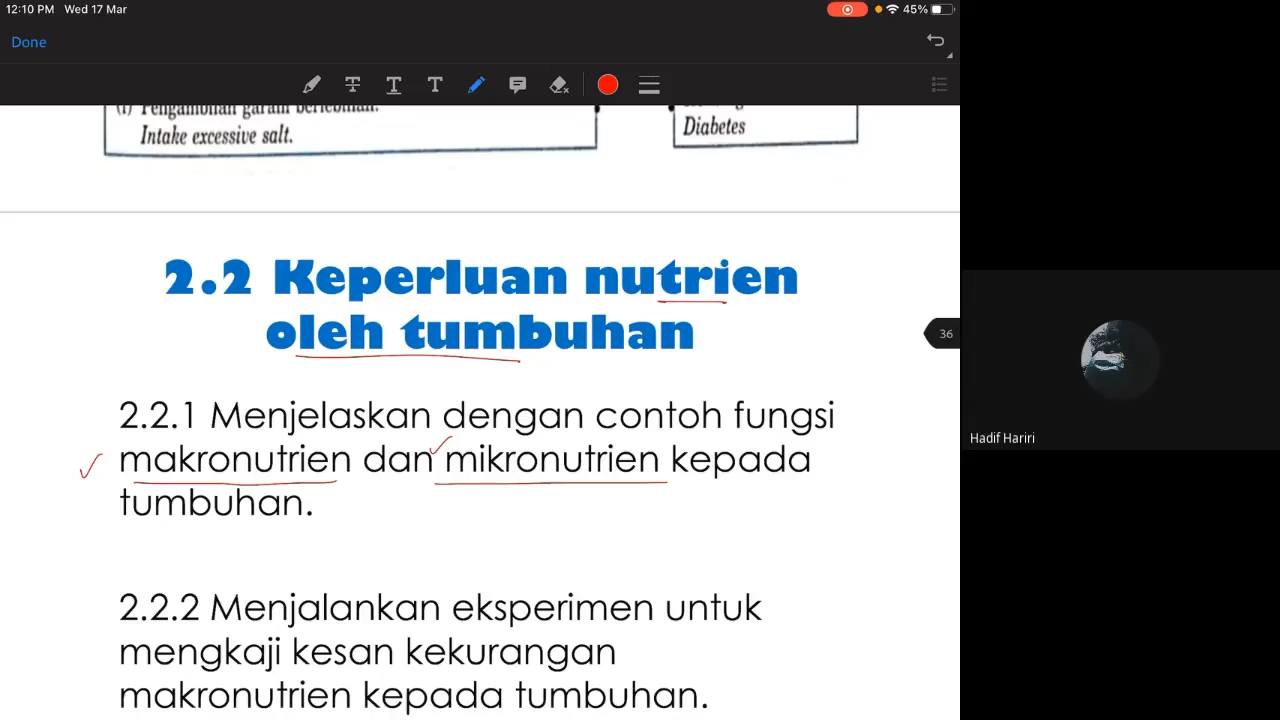 12:10 PM Wed 17 Mar
45%
Done
T T T
(i) Pengambilan garam berlebihan.
Intake excessive salt.
Diabetes
2.2 Keperluan nutrien
oleh tumbuhan
36
2.2.1 Menjelaskan dengan contoh fungsi
makronutrien dan mikronutrien kepada
tumbuhan.
Hadif Hariri
2.2.2 Menjalankan eksperimen untuk
mengkaji kesan kekurangan
makronutrien kepada tumbuhan.